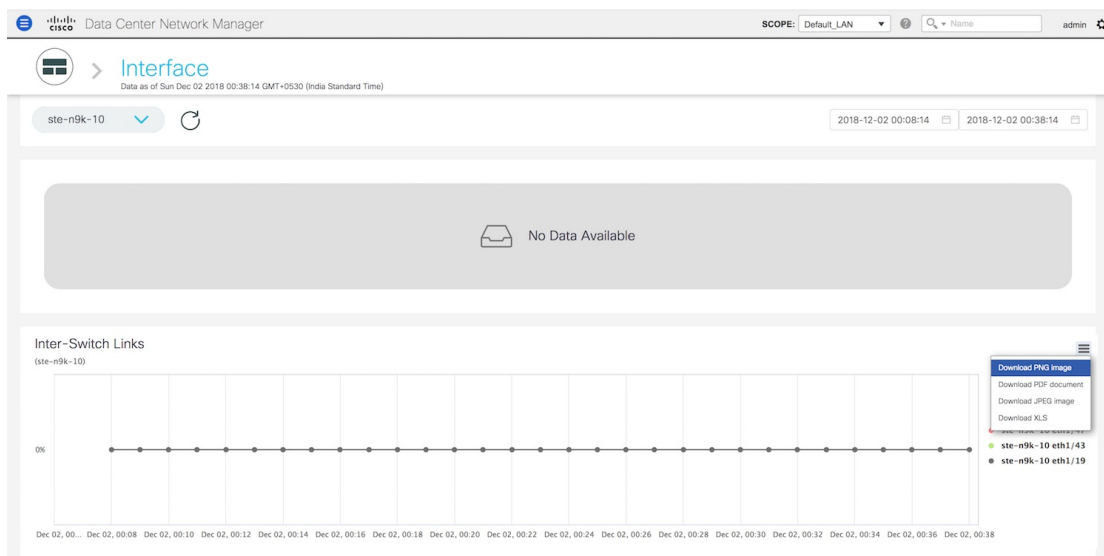 cisco Data Center Network Manager SCOPE: Default_LAN Name admin
Interface
Data as of Sun Dec 02 2018 00:38:14 GMT+0530 (India Standard Time)
ste-n9k-10 2018-12-02 00:08:14 2018-12-02 00:38:14
No Data Available
Inter-Switch Links
(ste-n9k-10)
Download PNG image
Download PDF document
Download JPEG image
Download XLS
ste-n9k-10 eth1/43
ste-n9k-10 eth1/19
0%
Dec 02, 00... Dec 02, 00:08 Dec 02, 00:10 Dec 02, 00:12 Dec 02, 00:14 Dec 02, 00:16 Dec 02, 00:18 Dec 02, 00:20 Dec 02, 00:22 Dec 02, 00:24 Dec 02, 00:26 Dec 02, 00:28 Dec 02, 00:30 Dec 02, 00:32 Dec 02, 00:34 Dec 02, 00:36 Dec 02, 00:38